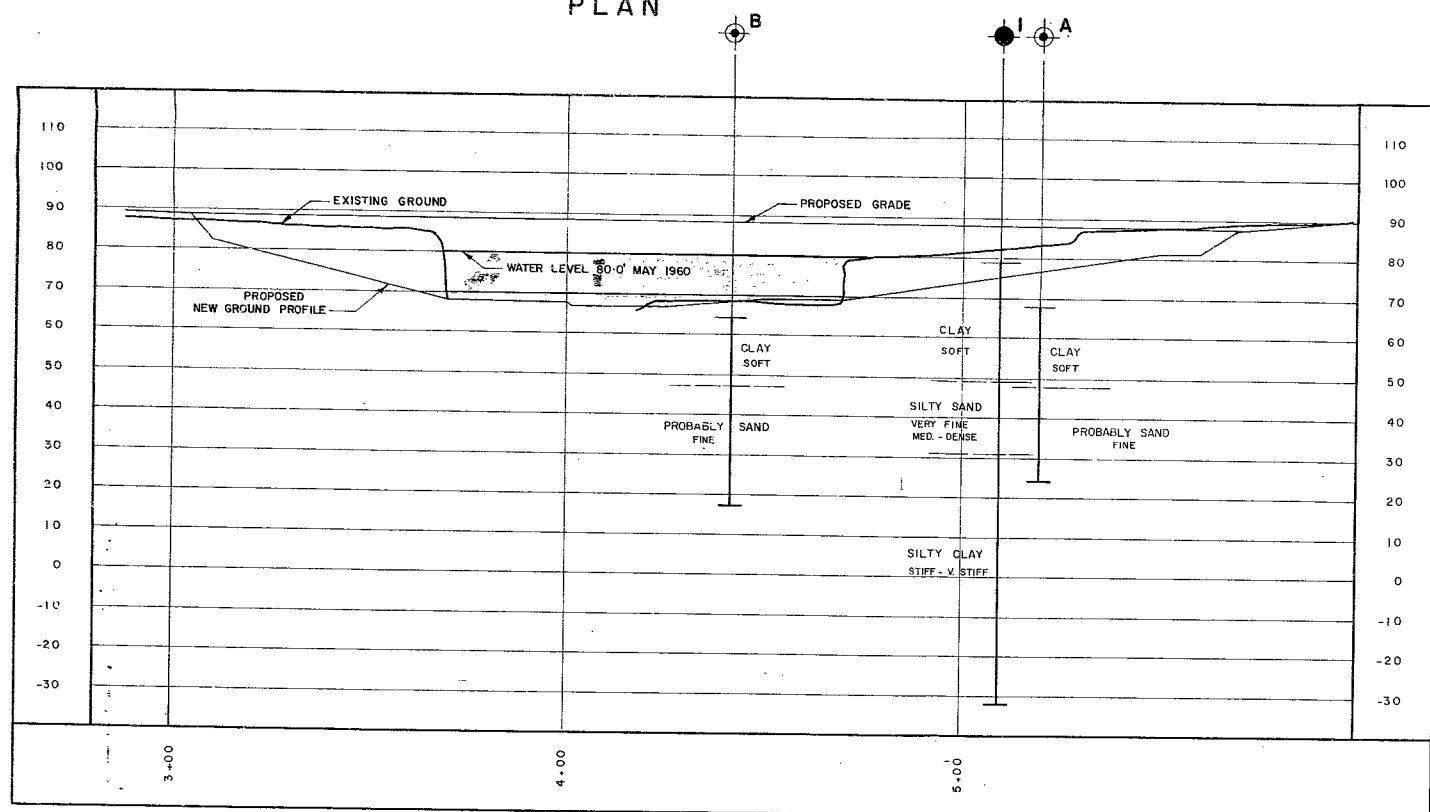 PLAN
B
1
A
110
100
90
80
70
60
50
40
30
20
10
0
-10
-20
-30
EXISTING GROUND
PROPOSED GRADE
WATER LEVEL 80.0' MAY 1960
PROPOSED
NEW GROUND PROFILE
CLAY
SOFT
PROBABLY SAND
FINE
CLAY
SOFT
SILTY SAND
VERY FINE
MED. - DENSE
SILTY CLAY
STIFF - V. STIFF
CLAY
SOFT
PROBABLY SAND
FINE
110
100
90
80
70
60
50
40
30
20
10
0
-10
-20
-30
3+00
4+00
5+00